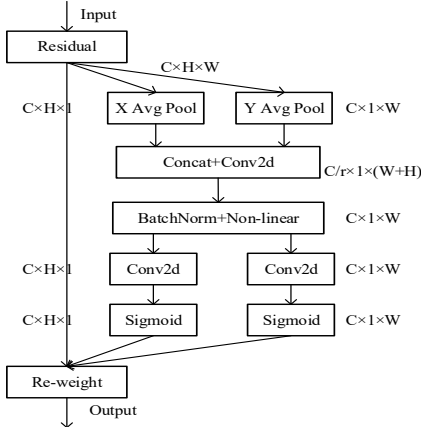 Input
Residual
C×H×W
C×H×1
X Avg Pool
Y Avg Pool
C×1×W
Concat+Conv2d
C/r×1×(W+H)
BatchNorm+Non-linear
C×1×W
C×H×1
Conv2d
Conv2d
C×1×W
C×H×1
Sigmoid
Sigmoid
C×1×W
Re-weight
Output